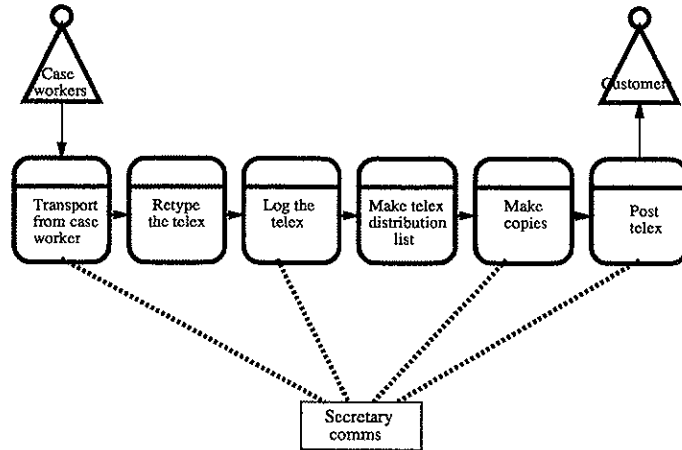 Case
workers
Customer
Transport
from case
worker
Retype
the telex
Log the
telex
Make telex
distribution
list
Make
copies
Post
telex
Secretary
comms